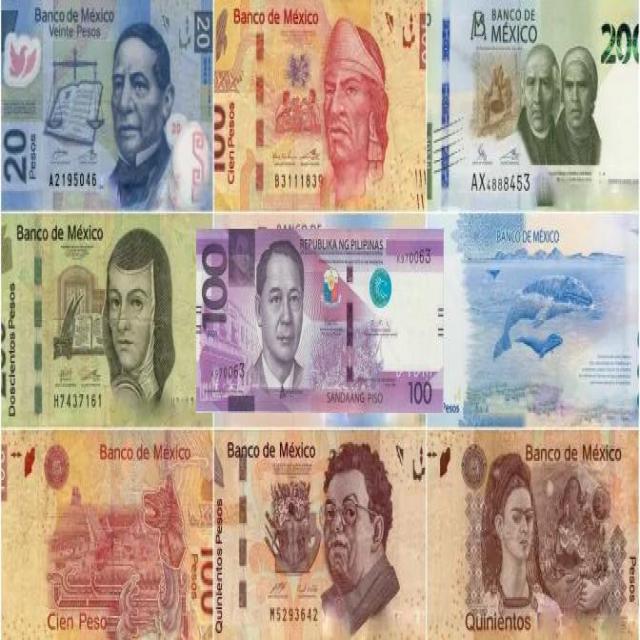 Banco de México
Veinte Pesos
20
20
Pesos
A2195046
Banco de México
100
Cien Pesos
B3111839
BANCO DE
MÉXICO
200
AX4888453
Banco de México
Doscientos Pesos
H7437161
BANCO DE
REPUBLIKA NG PILIPINAS
100
A970063
A970063
SANDAANG PISO
100
BANCO DE MÉXICO
Pesos
Banco de México
100
Pesos
Cien Peso
Banco de México
Quinientos Pesos
M5293642
Banco de México
Pesos
Quinientos